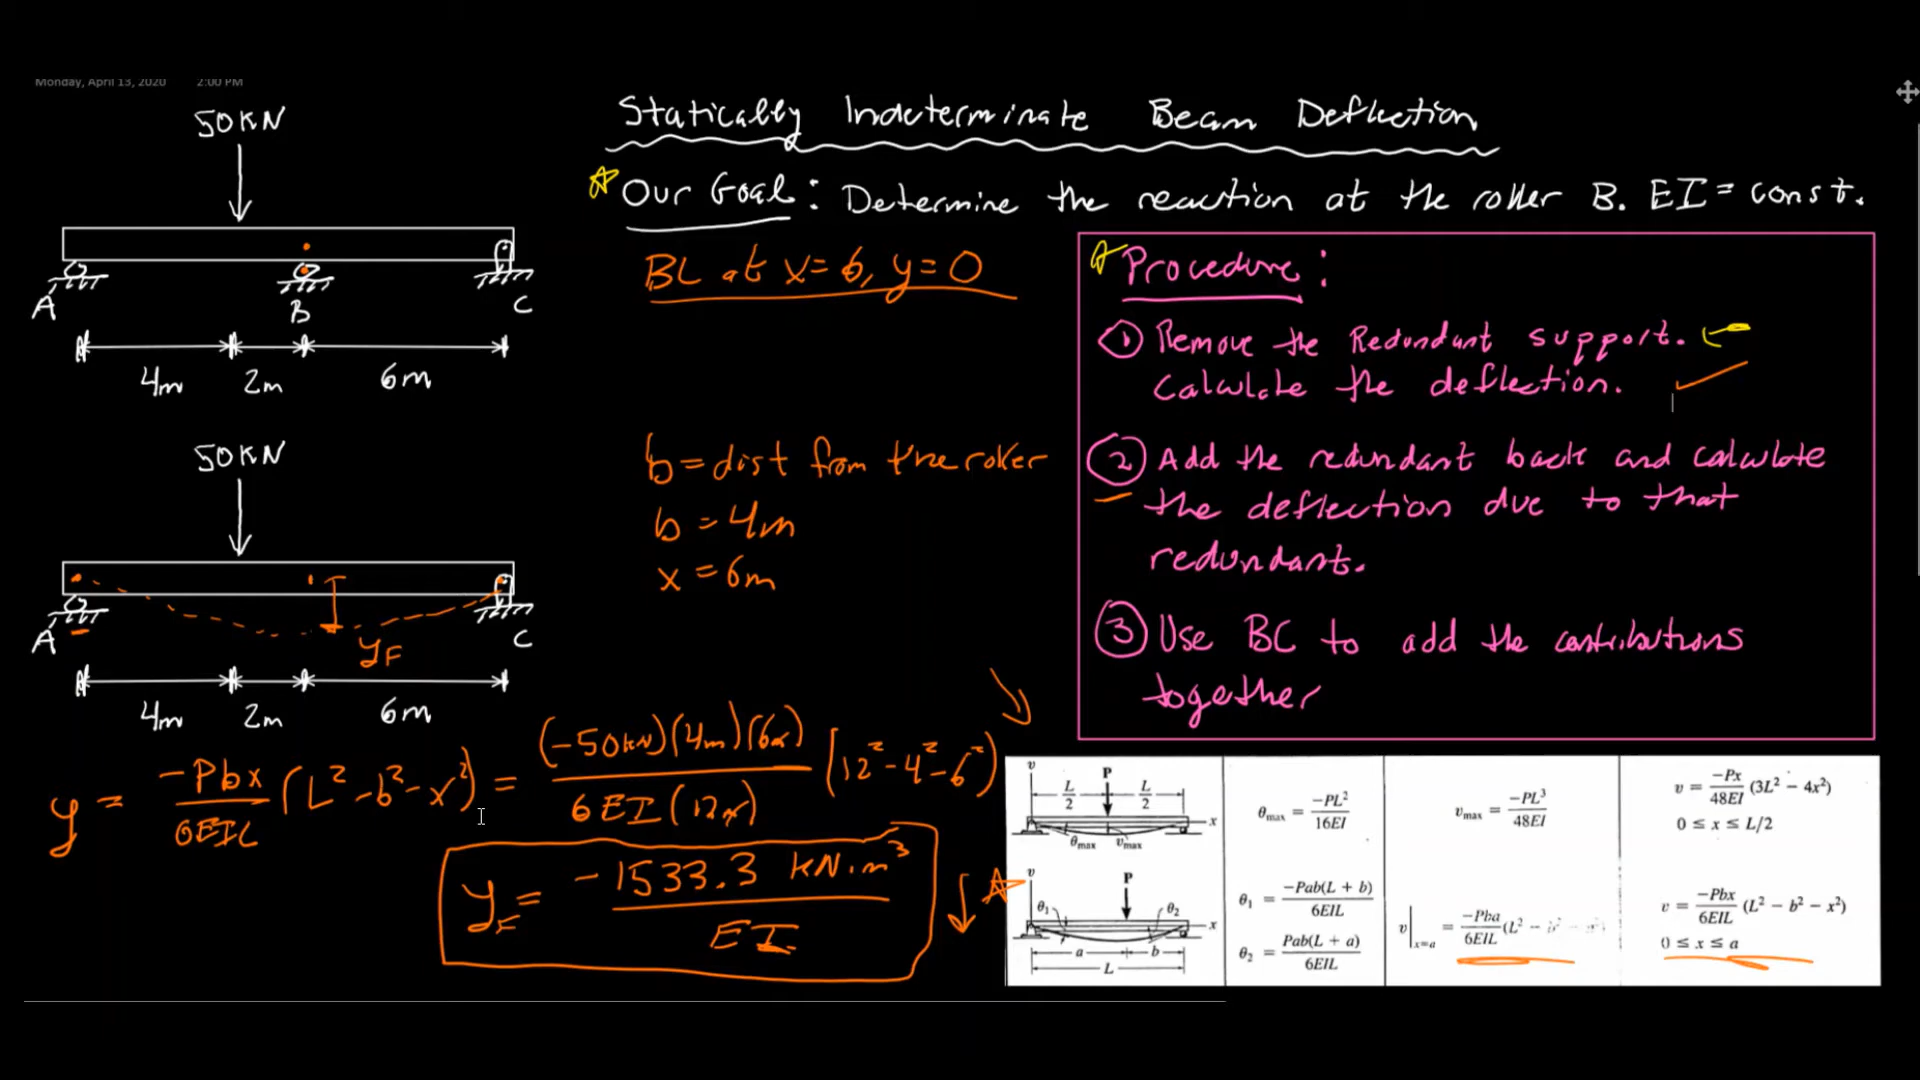 Monday, April 13, 2020 2:00 PM
Statically Indeterminate Beam Deflection
Our Goal: Determine the reaction at the roller B. EI = const.
50KN
A
B
C
4m 2m 6m
BC at x=6, y=0
Procedure:
① Remove the Redundant support.
Calculate the deflection.
② Add the redundant back and calculate
the deflection due to that
redundant.
③ Use BC to add the contributions
together
50KN
A
C
yF
4m 2m 6m
b = dist from the roller
b = 4m
x = 6m
y = -Pbx/6EIL (L² - b² - x²) = (-50kN)(4m)(6m)/6EI(12m) (12² - 4² - 6²)
yF = -1533.3 KN·m³/EI ↓
v P L/2 L/2 x θmax vmax
θmax = -PL²/16EI
vmax = -PL³/48EI
v = -Px/48EI (3L² - 4x²)
0 ≤ x ≤ L/2
v P θ1 θ2 x a b L
θ1 = -Pab(L + b)/6EIL
θ2 = Pab(L + a)/6EIL
v|x=a = -Pba/6EIL (L² - b² - a²)
v = -Pbx/6EIL (L² - b² - x²)
0 ≤ x ≤ a